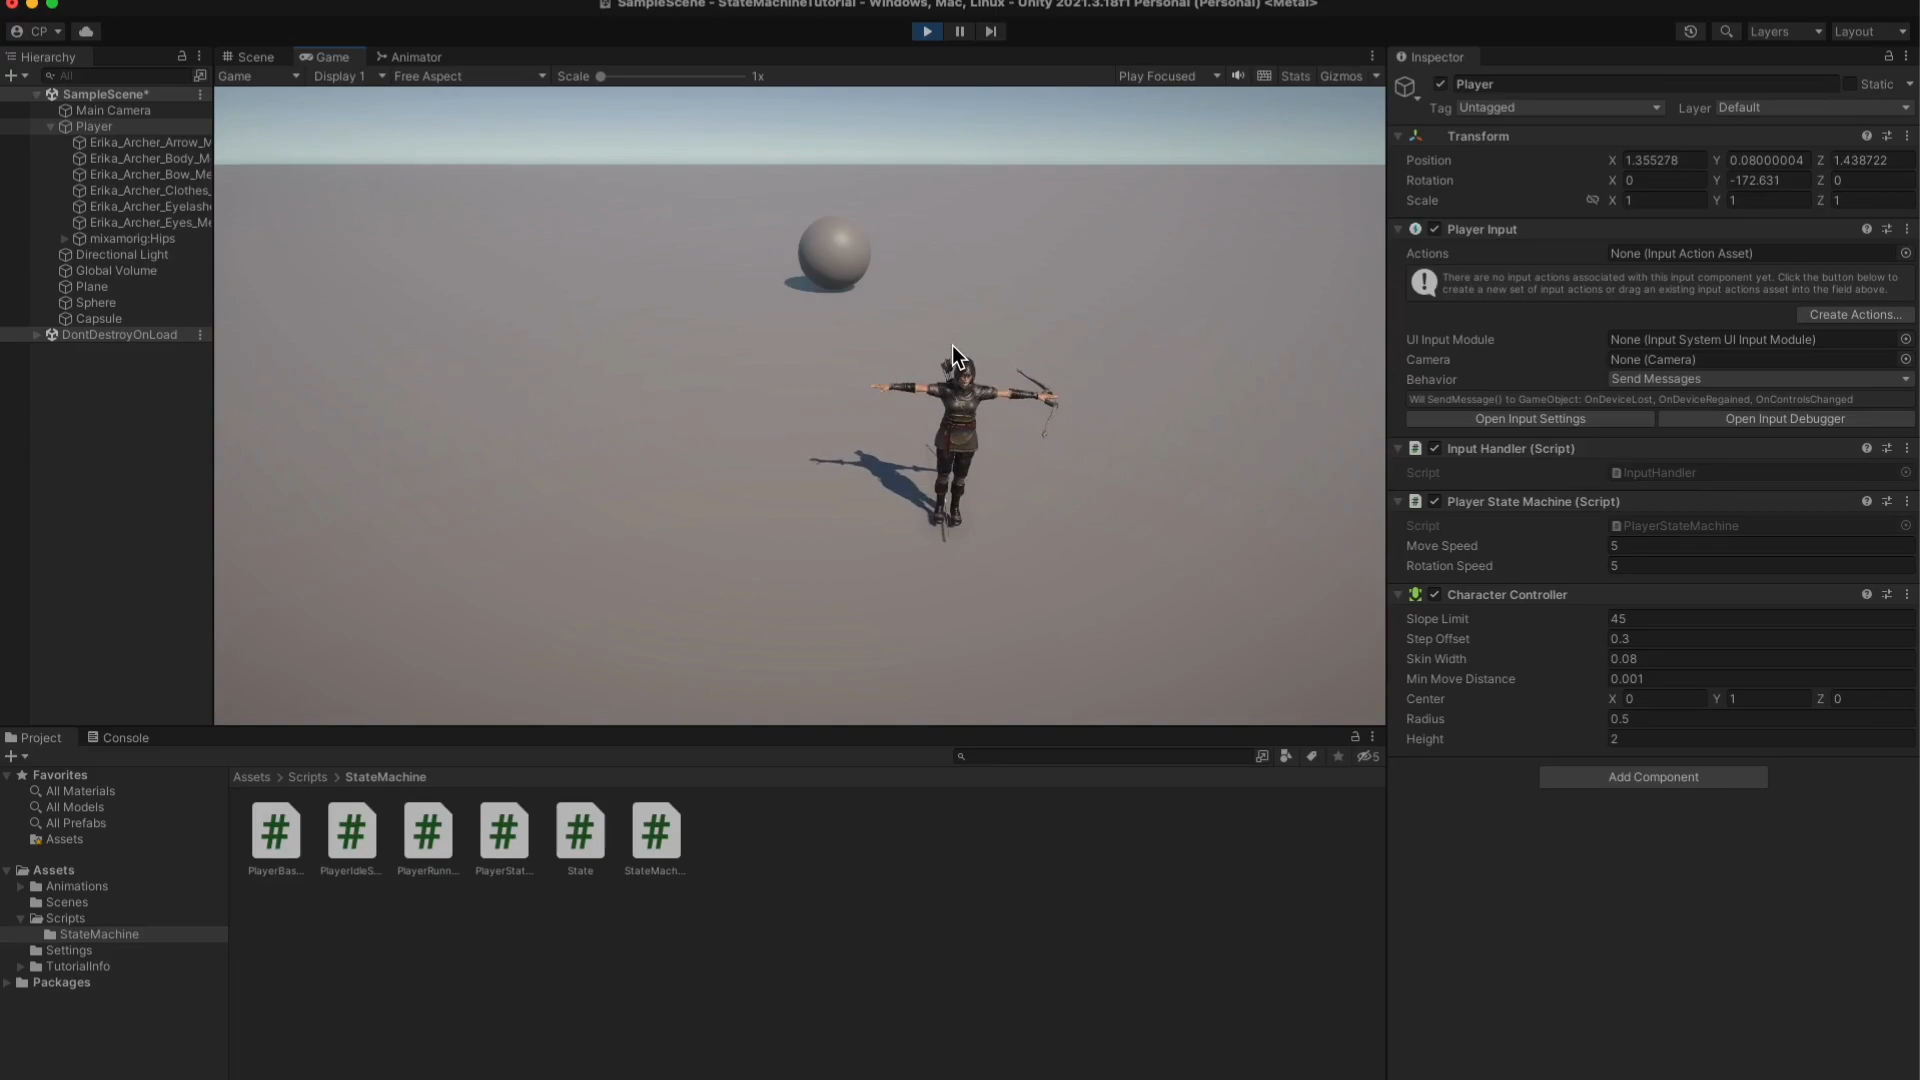 SampleScene - StateMachineTutorial - Windows, Mac, Linux - Unity 2021.3.18f1 Personal (Personal) <Metal>
CP
Layers
Layout
Hierarchy
All
SampleScene*
Main Camera
Player
Erika_Archer_Arrow_M
Erika_Archer_Body_M
Erika_Archer_Bow_Me
Erika_Archer_Clothes_
Erika_Archer_Eyelash
Erika_Archer_Eyes_Me
mixamorig:Hips
Directional Light
Global Volume
Plane
Sphere
Capsule
DontDestroyOnLoad
Scene
Game
Animator
Game
Display 1
Free Aspect
Scale
1x
Play Focused
Stats
Gizmos
Inspector
Player
Static
Tag Untagged
Layer Default
Transform
Position X 1.355278 Y 0.08000004 Z 1.438722
Rotation X 0 Y -172.631 Z 0
Scale X 1 Y 1 Z 1
Player Input
Actions None (Input Action Asset)
There are no input actions associated with this input component yet. Click the button below to
create a new set of input actions or drag an existing input actions asset into the field above.
Create Actions...
UI Input Module None (Input System UI Input Module)
Camera None (Camera)
Behavior Send Messages
Will SendMessage() to GameObject: OnDeviceLost, OnDeviceRegained, OnControlsChanged
Open Input Settings
Open Input Debugger
Input Handler (Script)
Script InputHandler
Player State Machine (Script)
Script PlayerStateMachine
Move Speed 5
Rotation Speed 5
Character Controller
Slope Limit 45
Step Offset 0.3
Skin Width 0.08
Min Move Distance 0.001
Center X 0 Y 1 Z 0
Radius 0.5
Height 2
Add Component
Project
Console
5
Favorites
All Materials
All Models
All Prefabs
Assets
Assets
Animations
Scenes
Scripts
StateMachine
Settings
TutorialInfo
Packages
Assets > Scripts > StateMachine
PlayerBas...
PlayerIdleS...
PlayerRunn...
PlayerStat...
State
StateMach...